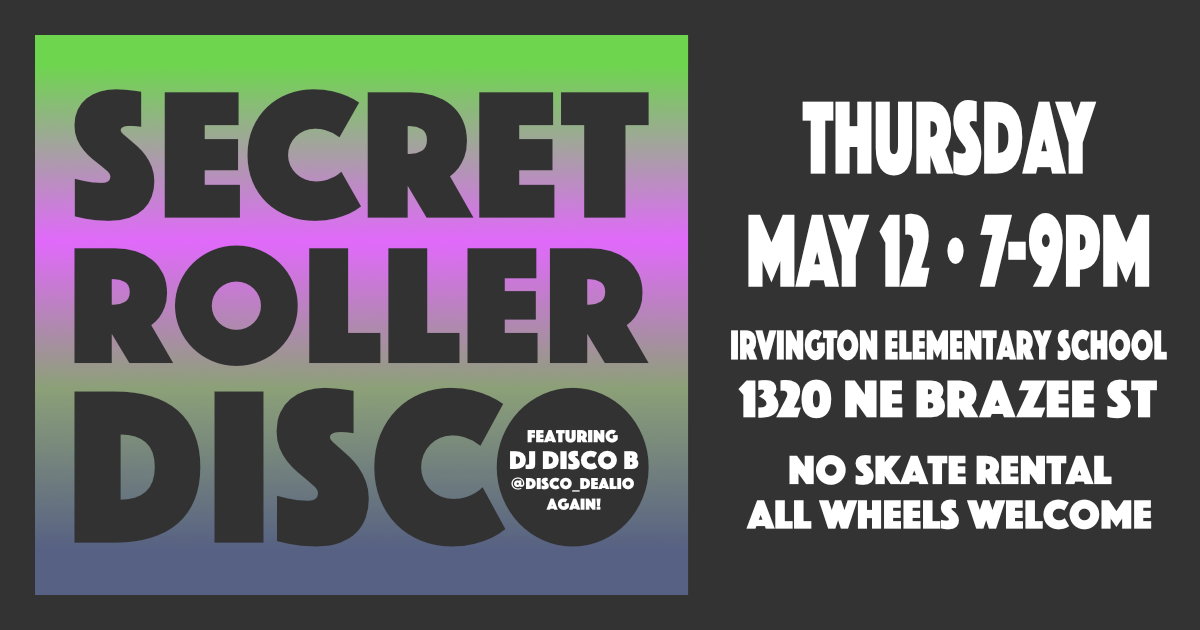 SECRET
ROLLER
DISCO
FEATURING
DJ DISCO B
@DISCO_DEALIO
AGAIN!
THURSDAY
MAY 12 • 7-9PM
IRVINGTON ELEMENTARY SCHOOL
1320 NE BRAZEE ST
NO SKATE RENTAL
ALL WHEELS WELCOME